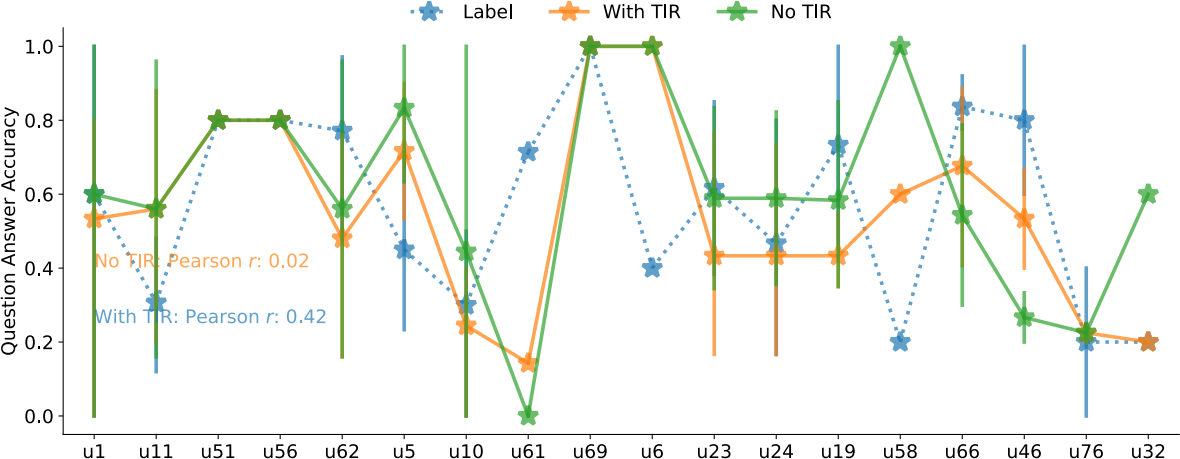 Label With TIR No TIR
Question Answer Accuracy
1.0
0.8
0.6
0.4
0.2
0.0
No TIR: Pearson r: 0.02
With TIR: Pearson r: 0.42
u1 u11 u51 u56 u62 u5 u10 u61 u69 u6 u23 u24 u19 u58 u66 u46 u76 u32